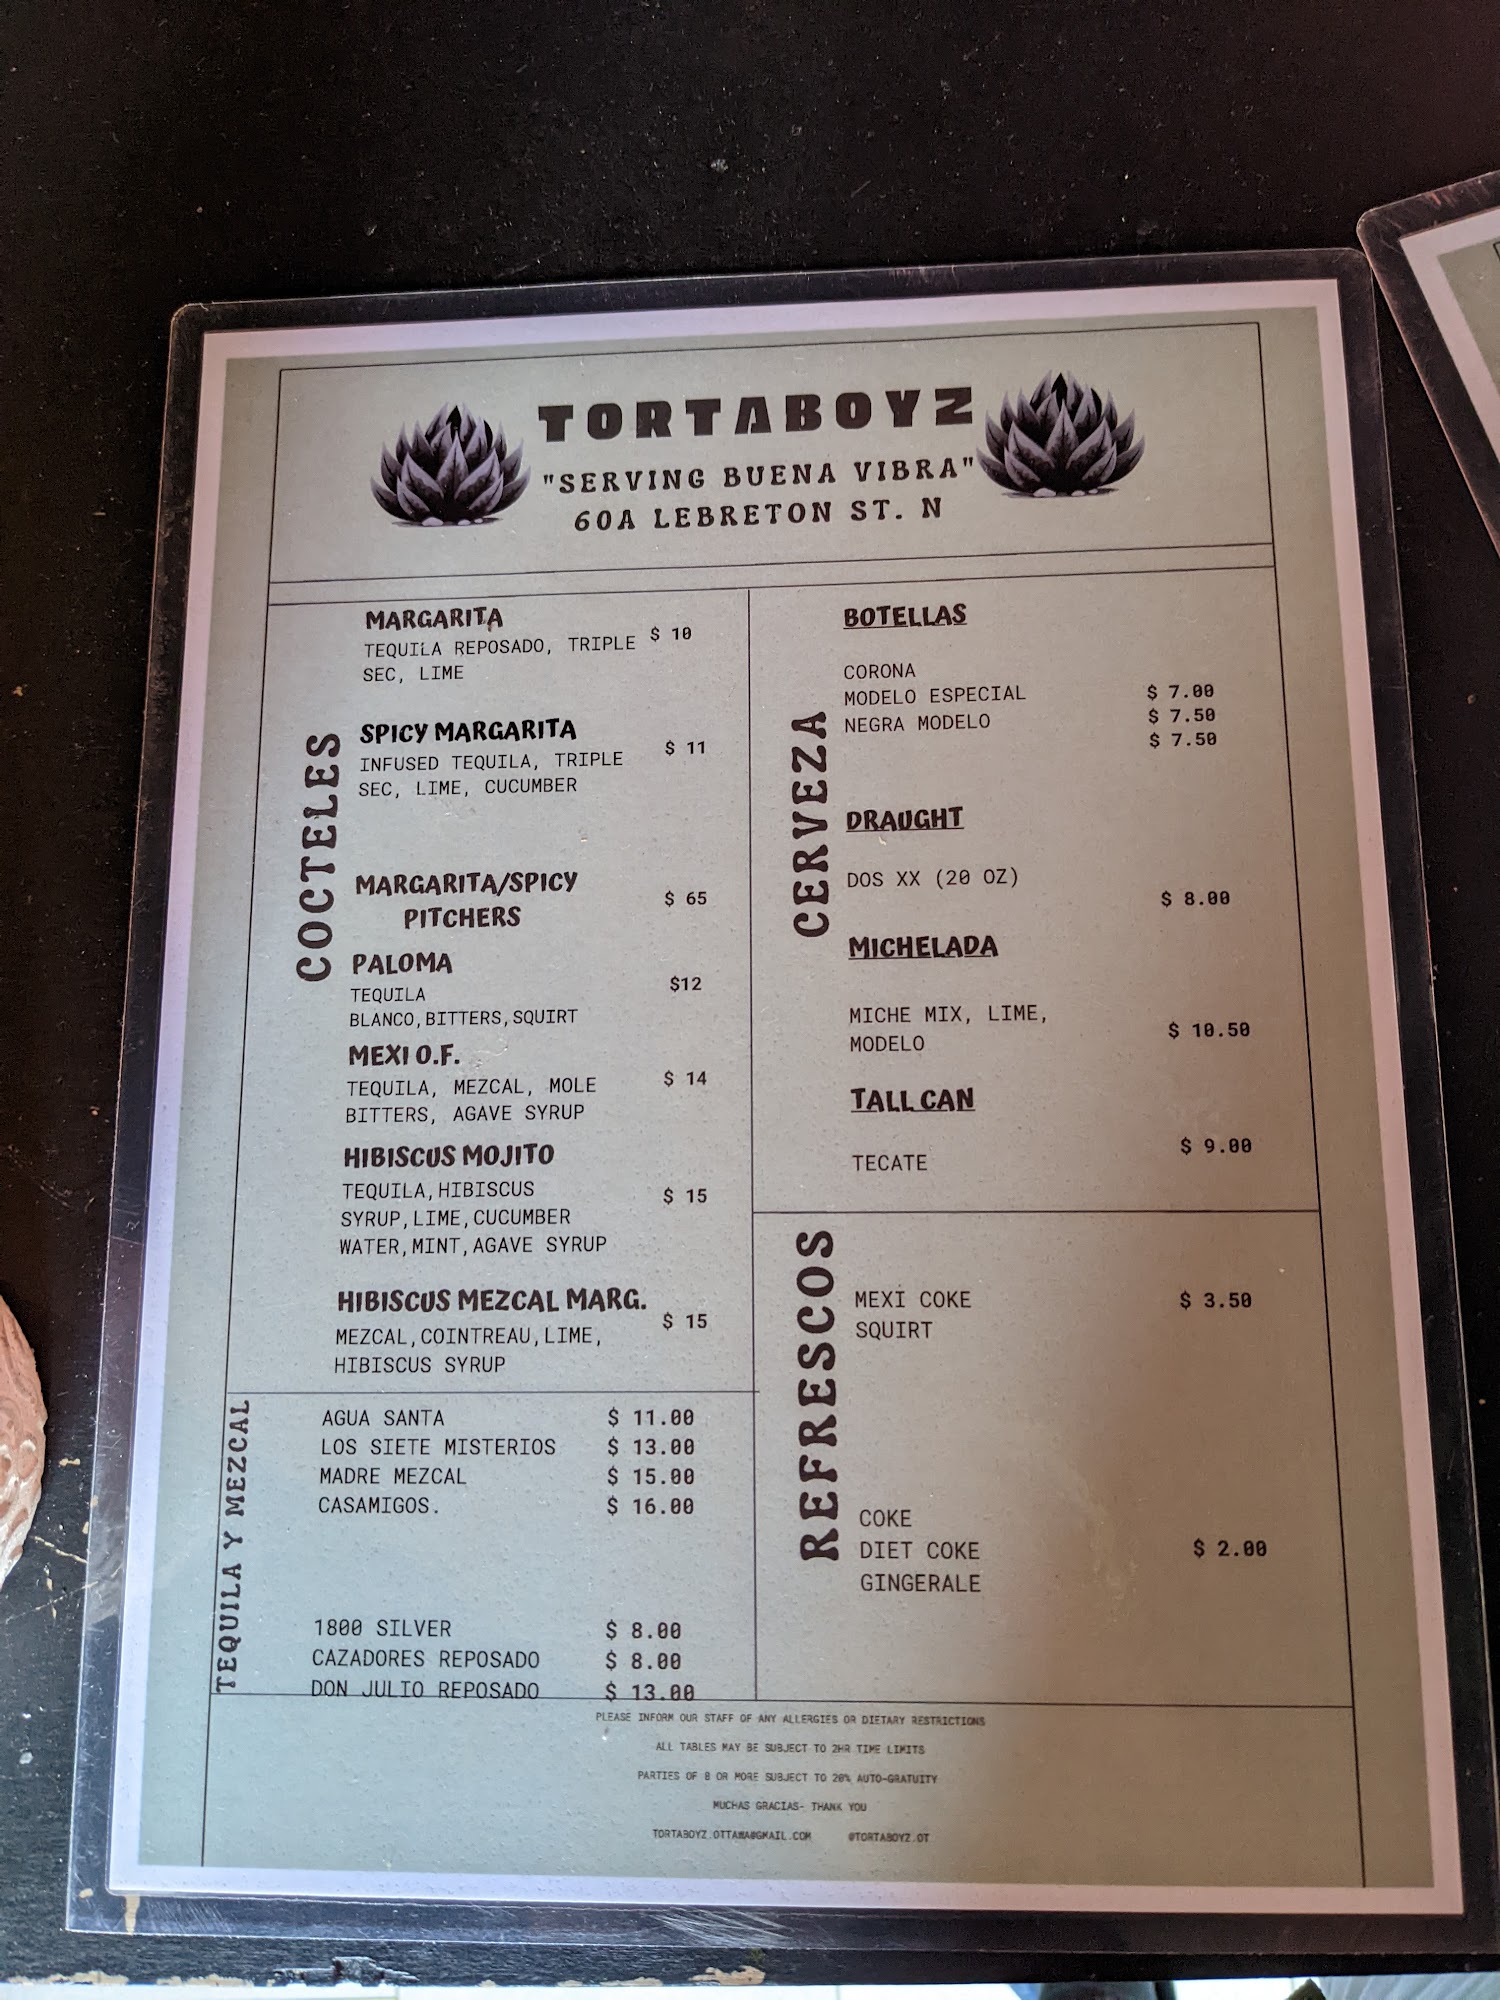 TORTABOYZ
"SERVING BUENA VIBRA"
60A LEBRETON ST. N
COCTELES
MARGARITA
TEQUILA REPOSADO, TRIPLE $ 10
SEC, LIME
SPICY MARGARITA
INFUSED TEQUILA, TRIPLE $ 11
SEC, LIME, CUCUMBER
MARGARITA/SPICY
PITCHERS $ 65
PALOMA
TEQUILA $12
BLANCO,BITTERS,SQUIRT
MEXI O.F.
TEQUILA, MEZCAL, MOLE $ 14
BITTERS, AGAVE SYRUP
HIBISCUS MOJITO
TEQUILA,HIBISCUS $ 15
SYRUP,LIME,CUCUMBER
WATER,MINT,AGAVE SYRUP
HIBISCUS MEZCAL MARG.
MEZCAL,COINTREAU,LIME, $ 15
HIBISCUS SYRUP
TEQUILA Y MEZCAL
AGUA SANTA $ 11.00
LOS SIETE MISTERIOS $ 13.00
MADRE MEZCAL $ 15.00
CASAMIGOS. $ 16.00
1800 SILVER $ 8.00
CAZADORES REPOSADO $ 8.00
DON JULIO REPOSADO $ 13.00
CERVEZA
BOTELLAS
CORONA $ 7.00
MODELO ESPECIAL $ 7.50
NEGRA MODELO $ 7.50
DRAUGHT
DOS XX (20 OZ) $ 8.00
MICHELADA
MICHE MIX, LIME, $ 10.50
MODELO
TALL CAN
TECATE $ 9.00
REFRESCOS
MEXI COKE $ 3.50
SQUIRT
COKE
DIET COKE $ 2.00
GINGERALE
PLEASE INFORM OUR STAFF OF ANY ALLERGIES OR DIETARY RESTRICTIONS
ALL TABLES MAY BE SUBJECT TO 2HR TIME LIMITS
PARTIES OF 8 OR MORE SUBJECT TO 20% AUTO-GRATUITY
MUCHAS GRACIAS- THANK YOU
TORTABOYZ.OTTAWA@GMAIL.COM @TORTABOYZ.OT